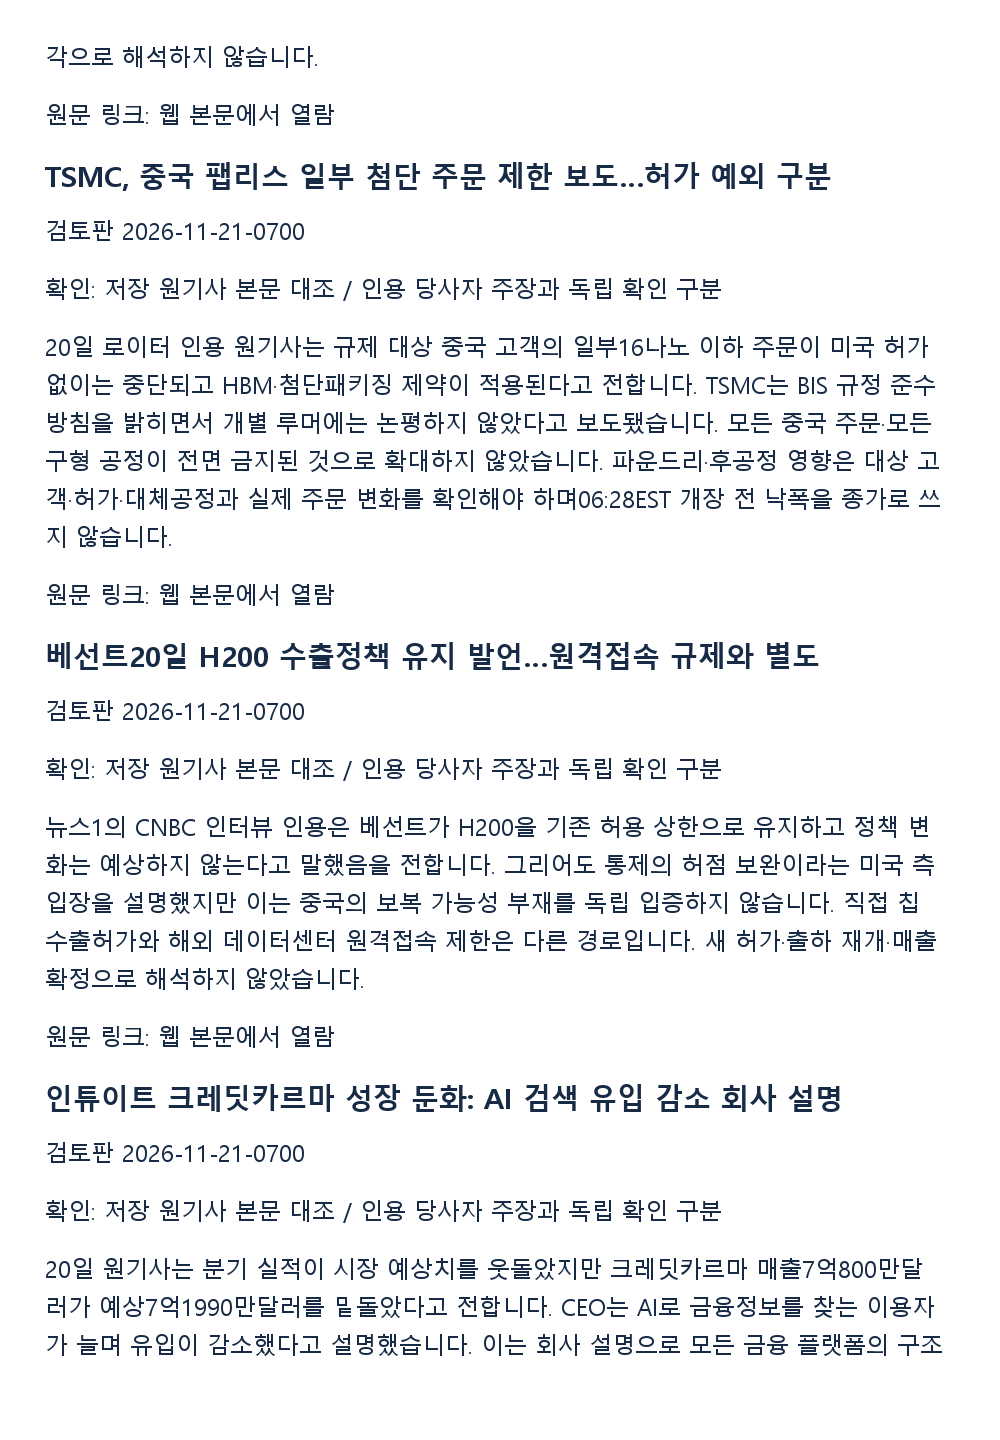 각으로 해석하지 않습니다.
원문 링크: 웹 본문에서 열람
TSMC, 중국 팹리스 일부 첨단 주문 제한 보도…허가 예외 구분
검토판 2026-11-21-0700
확인: 저장 원기사 본문 대조 / 인용 당사자 주장과 독립 확인 구분
20일 로이터 인용 원기사는 규제 대상 중국 고객의 일부16나노 이하 주문이 미국 허가
없이는 중단되고 HBM·첨단패키징 제약이 적용된다고 전합니다. TSMC는 BIS 규정 준수
방침을 밝히면서 개별 루머에는 논평하지 않았다고 보도됐습니다. 모든 중국 주문·모든
구형 공정이 전면 금지된 것으로 확대하지 않았습니다. 파운드리·후공정 영향은 대상 고
객·허가·대체공정과 실제 주문 변화를 확인해야 하며06:28EST 개장 전 낙폭을 종가로 쓰
지 않습니다.
원문 링크: 웹 본문에서 열람
베선트20일 H200 수출정책 유지 발언…원격접속 규제와 별도
검토판 2026-11-21-0700
확인: 저장 원기사 본문 대조 / 인용 당사자 주장과 독립 확인 구분
뉴스1의 CNBC 인터뷰 인용은 베선트가 H200을 기존 허용 상한으로 유지하고 정책 변
화는 예상하지 않는다고 말했음을 전합니다. 그리어도 통제의 허점 보완이라는 미국 측
입장을 설명했지만 이는 중국의 보복 가능성 부재를 독립 입증하지 않습니다. 직접 칩
수출허가와 해외 데이터센터 원격접속 제한은 다른 경로입니다. 새 허가·출하 재개·매출
확정으로 해석하지 않았습니다.
원문 링크: 웹 본문에서 열람
인튜이트 크레딧카르마 성장 둔화: AI 검색 유입 감소 회사 설명
검토판 2026-11-21-0700
확인: 저장 원기사 본문 대조 / 인용 당사자 주장과 독립 확인 구분
20일 원기사는 분기 실적이 시장 예상치를 웃돌았지만 크레딧카르마 매출7억800만달
러가 예상7억1990만달러를 밑돌았다고 전합니다. CEO는 AI로 금융정보를 찾는 이용자
가 늘며 유입이 감소했다고 설명했습니다. 이는 회사 설명으로 모든 금융 플랫폼의 구조